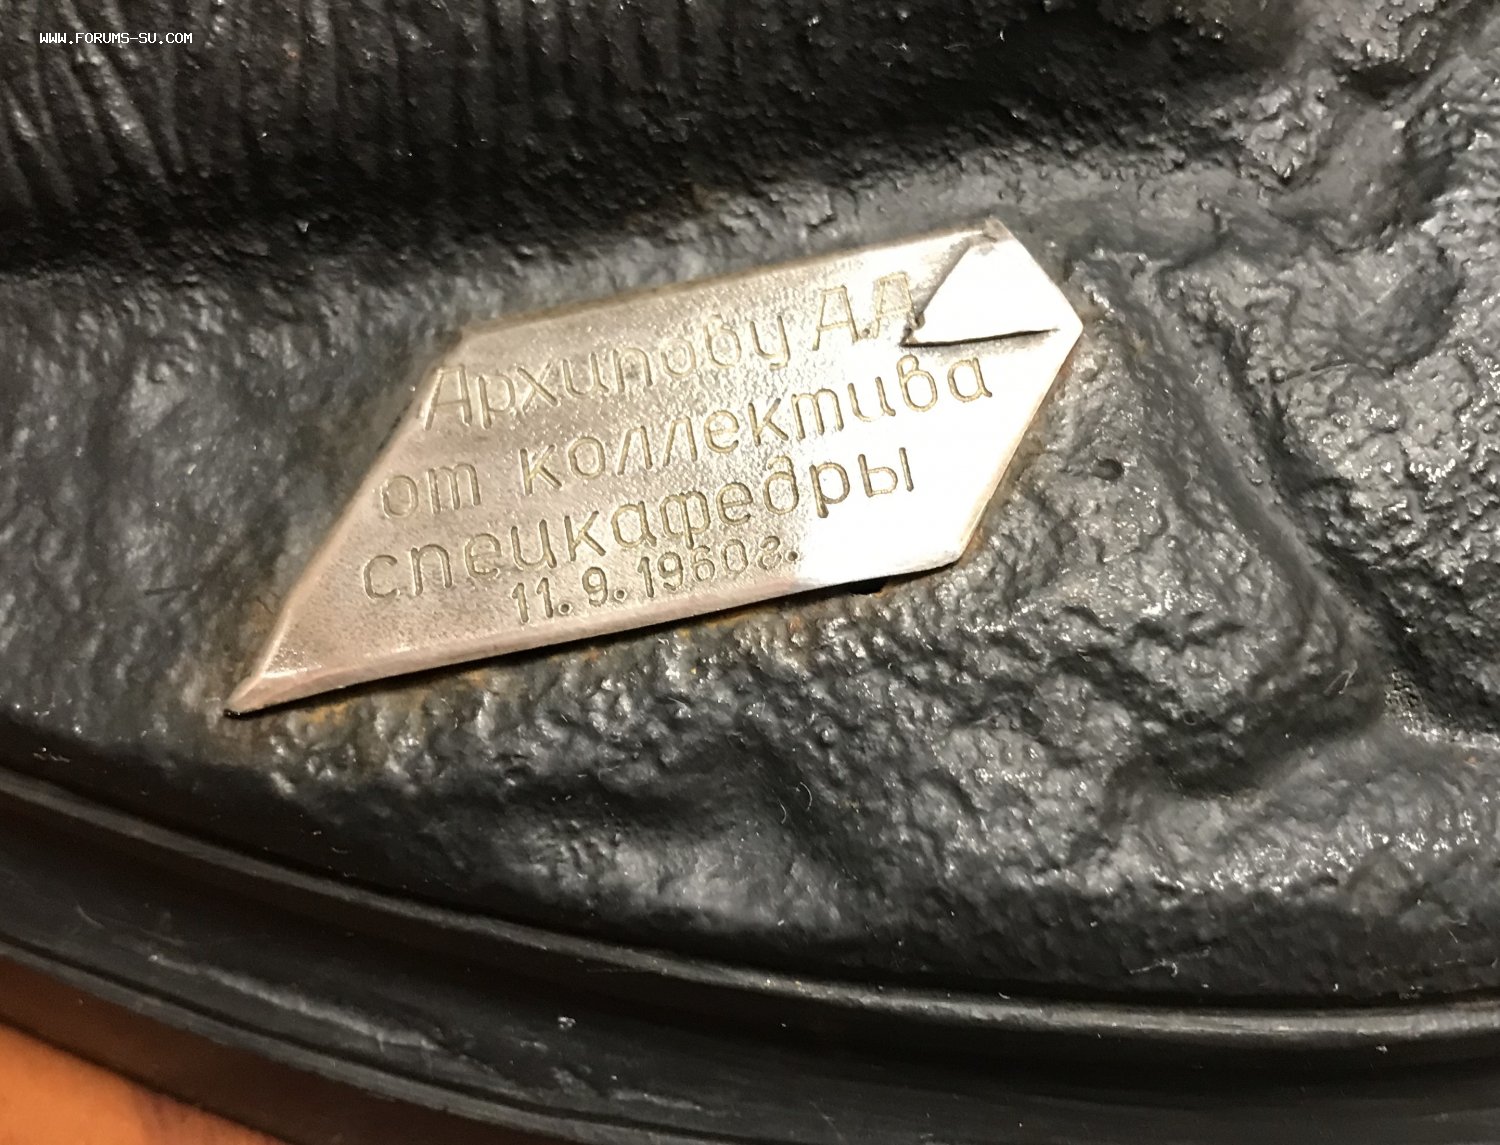 WWW.FORUMS-SU.COM
Архипову А.Д.
от коллектива
спецкафедры
11.9.1960г.